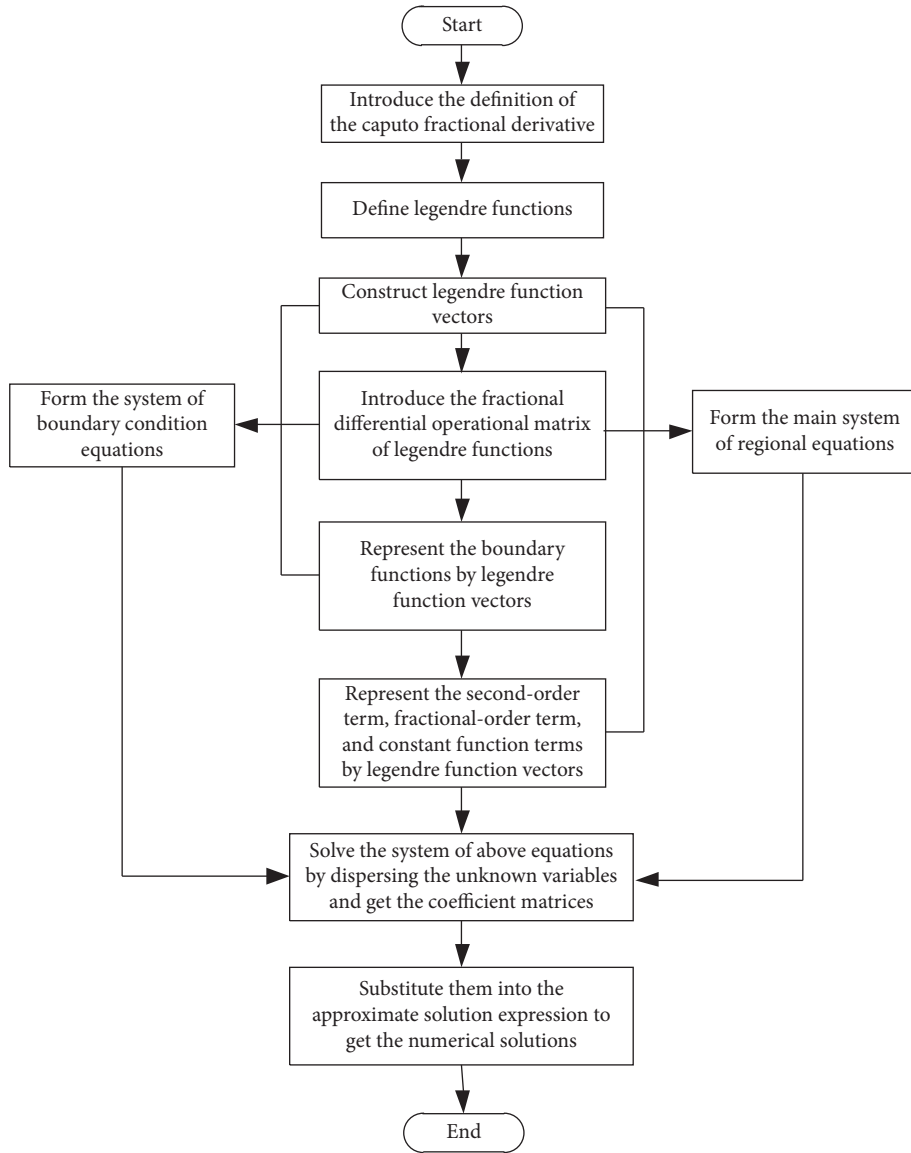 Start
Introduce the definition of
the caputo fractional derivative
Define legendre functions
Construct legendre function
vectors
Form the system of
boundary condition
equations
Introduce the fractional
differential operational matrix
of legendre functions
Form the main system
of regional equations
Represent the boundary
functions by legendre
function vectors
Represent the second-order
term, fractional-order term,
and constant function terms
by legendre function vectors
Solve the system of above equations
by dispersing the unknown variables
and get the coefficient matrices
Substitute them into the
approximate solution expression to
get the numerical solutions
End